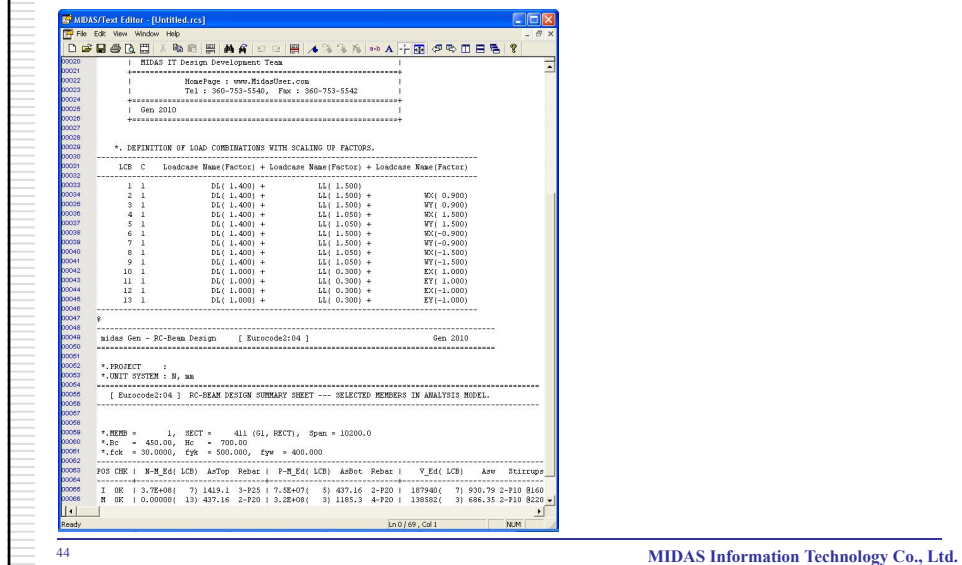 MIDAS/Text Editor - [Untitled.rcs]
File Edit View Window Help
00020 | MIDAS IT Design Development Team |
00021 +==========================================================+
00022 | HomePage : www.MidasUser.com |
00023 | Tel : 360-753-5540, Fax : 360-753-5542 |
00024 +==========================================================+
00025 | Gen 2010 |
00026 +==========================================================+
00027
00028
00029 *. DEFINITION OF LOAD COMBINATIONS WITH SCALING UP FACTORS.
00030
00031 LCB C Loadcase Name(Factor) + Loadcase Name(Factor) + Loadcase Name(Factor)
00032
00033 1 1 DL( 1.400) + LL( 1.500)
00034 2 1 DL( 1.400) + LL( 1.500) + WX( 0.900)
00035 3 1 DL( 1.400) + LL( 1.500) + WY( 0.900)
00036 4 1 DL( 1.400) + LL( 1.050) + WX( 1.500)
00037 5 1 DL( 1.400) + LL( 1.050) + WY( 1.500)
00038 6 1 DL( 1.400) + LL( 1.500) + WX(-0.900)
00039 7 1 DL( 1.400) + LL( 1.500) + WY(-0.900)
00040 8 1 DL( 1.400) + LL( 1.050) + WX(-1.500)
00041 9 1 DL( 1.400) + LL( 1.050) + WY(-1.500)
00042 10 1 DL( 1.000) + LL( 0.300) + EX( 1.000)
00043 11 1 DL( 1.000) + LL( 0.300) + EY( 1.000)
00044 12 1 DL( 1.000) + LL( 0.300) + EX(-1.000)
00045 13 1 DL( 1.000) + LL( 0.300) + EY(-1.000)
00046
00047
00048
00049 midas Gen - RC-Beam Design [ Eurocode2:04 ] Gen 2010
00050
00051
00052 *.PROJECT :
00053 *.UNIT SYSTEM : N, mm
00054
00055 [ Eurocode2:04 ] RC-BEAM DESIGN SUMMARY SHEET --- SELECTED MEMBERS IN ANALYSIS MODEL.
00056
00057
00058
00059 *.MEMB = 1, SECT = 411 (G1, RECT), Span = 10200.0
00060 *.Bc = 450.00, Hc = 700.00
00061 *.fck = 30.0000, fyk = 500.000, fyw = 400.000
00062
00063 POS CHK | N-M_Ed( LCB) AsTop Rebar | P-M_Ed( LCB) AsBot Rebar | V_Ed( LCB) Asw Stirrups
00064
00065 I OK | 3.7E+08( 7) 1419.1 3-P25 | 7.5E+07( 5) 437.16 2-P20 | 187940( 7) 930.79 2-P10 @160
00066 M OK | 0.00000( 13) 437.16 2-P20 | 3.2E+08( 3) 1185.3 4-P20 | 138582( 3) 686.35 2-P10 @220
Ready Ln 0 / 69 , Col 1 NUM
44 MIDAS Information Technology Co., Ltd.